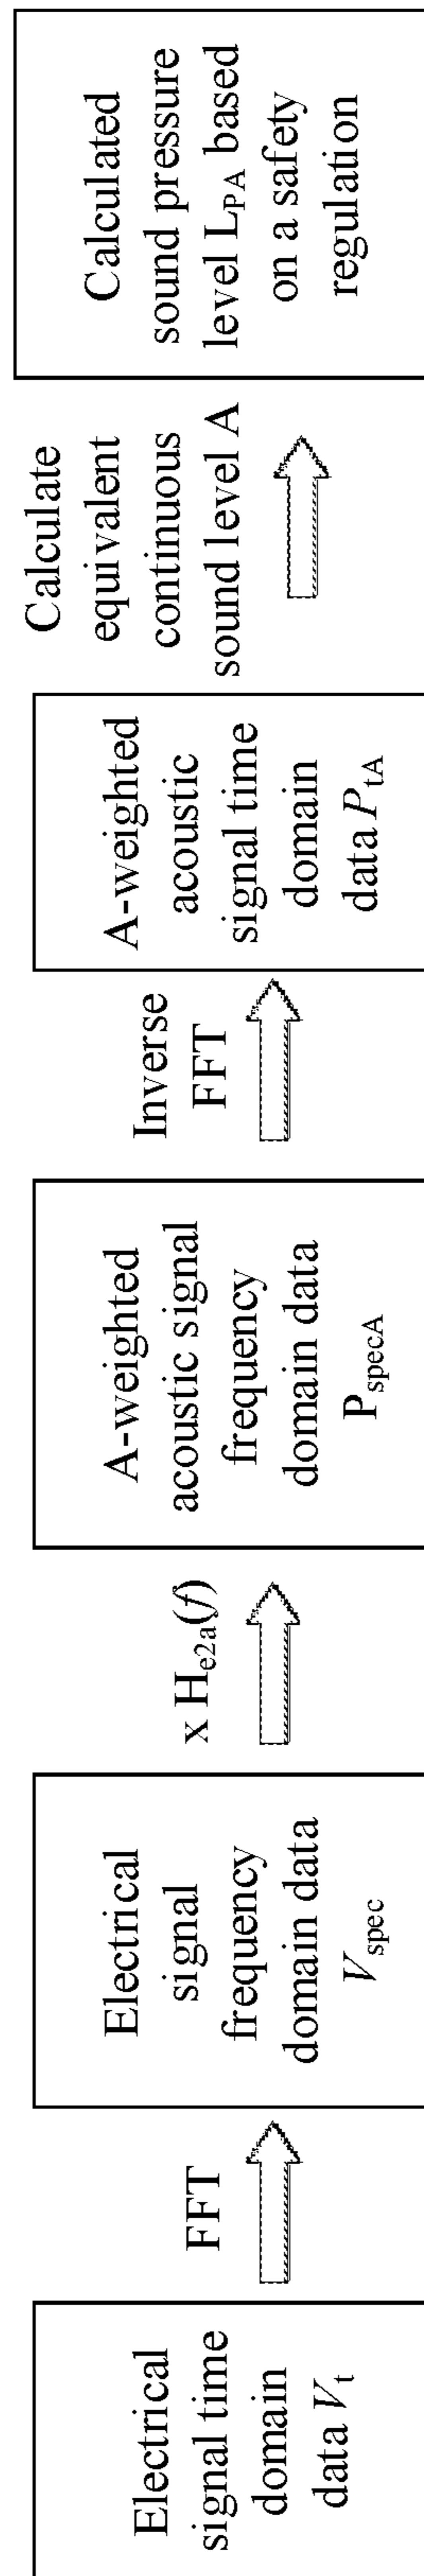 Electrical
signal time
domain
data Vt
FFT
Electrical
signal
frequency
domain data
Vspec
x He2a(f)
A-weighted
acoustic signal
frequency
domain data
PspecA
Inverse
FFT
A-weighted
acoustic
signal time
domain
data PtA
Calculate
equivalent
continuous
sound level A
Calculated
sound pressure
level LPA based
on a safety
regulation